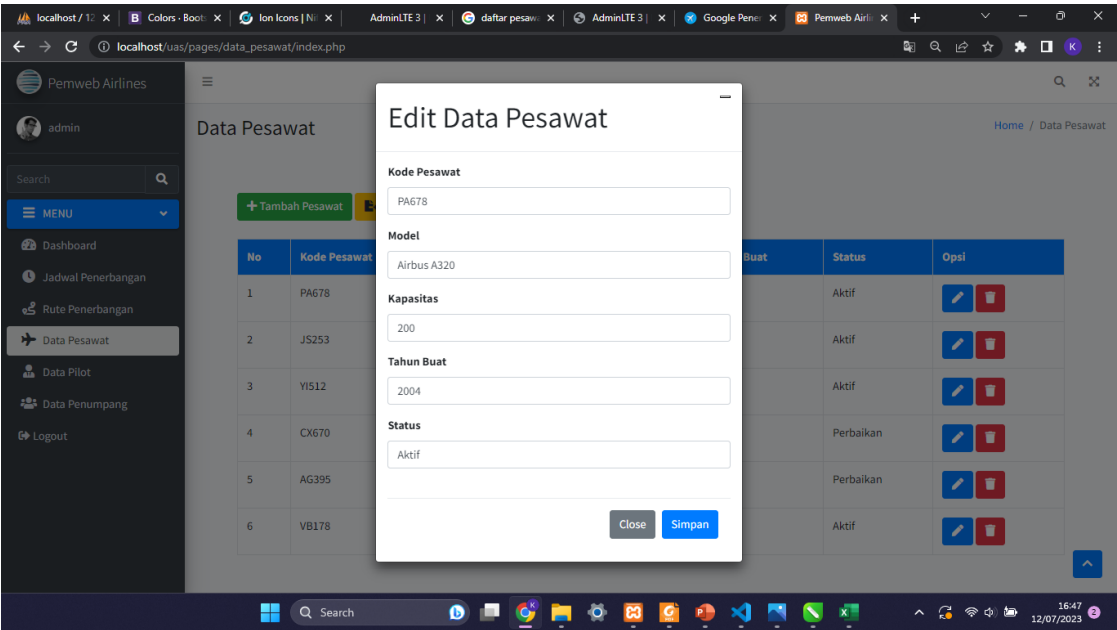 localhost / 12
Colors · Boots
Ion Icons | Ni
AdminLTE 3 |
daftar pesaw
AdminLTE 3 |
Google Pener
Pemweb Airli
localhost/uas/pages/data_pesawat/index.php
K
Pemweb Airlines
admin
Search
MENU
Dashboard
Jadwal Penerbangan
Rute Penerbangan
Data Pesawat
Data Pilot
Data Penumpang
Logout
Data Pesawat
Home / Data Pesawat
Tambah Pesawat
No Kode Pesawat Buat Status Opsi
1 PA678 Aktif
2 JS253 Aktif
3 YI512 Aktif
4 CX670 Perbaikan
5 AG395 Perbaikan
6 VB178 Aktif
Edit Data Pesawat
Kode Pesawat
PA678
Model
Airbus A320
Kapasitas
200
Tahun Buat
2004
Status
Aktif
Close Simpan
Search
16:47
12/07/2023
2